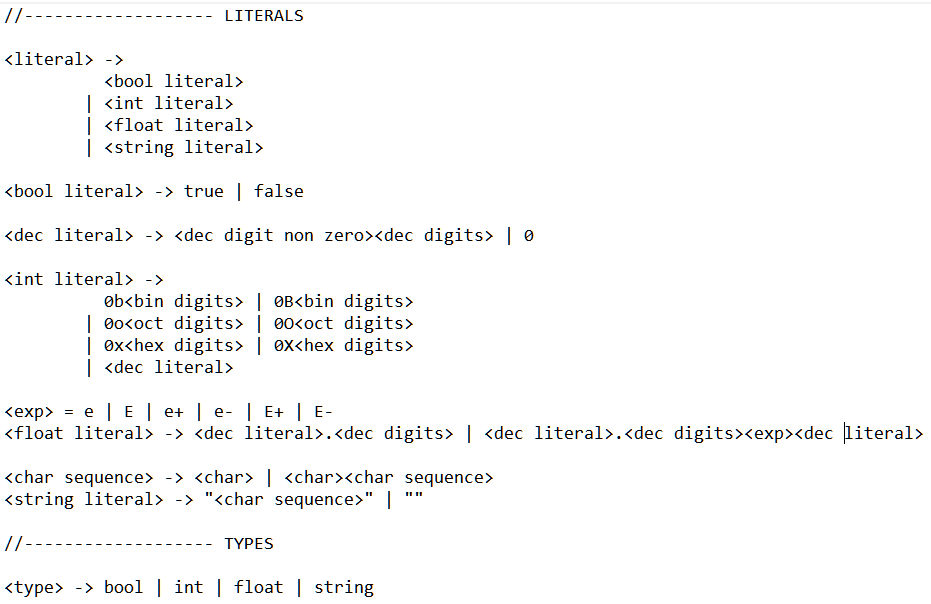 //------------------- LITERALS
<literal> ->
<bool literal>
| <int literal>
| <float literal>
| <string literal>
<bool literal> -> true | false
<dec literal> -> <dec digit non zero><dec digits> | 0
<int literal> ->
0b<bin digits> | 0B<bin digits>
| 0o<oct digits> | 0O<oct digits>
| 0x<hex digits> | 0X<hex digits>
| <dec literal>
<exp> = e | E | e+ | e- | E+ | E-
<float literal> -> <dec literal>.<dec digits> | <dec literal>.<dec digits><exp><dec literal>
<char sequence> -> <char> | <char><char sequence>
<string literal> -> "<char sequence>" | ""
//------------------- TYPES
<type> -> bool | int | float | string